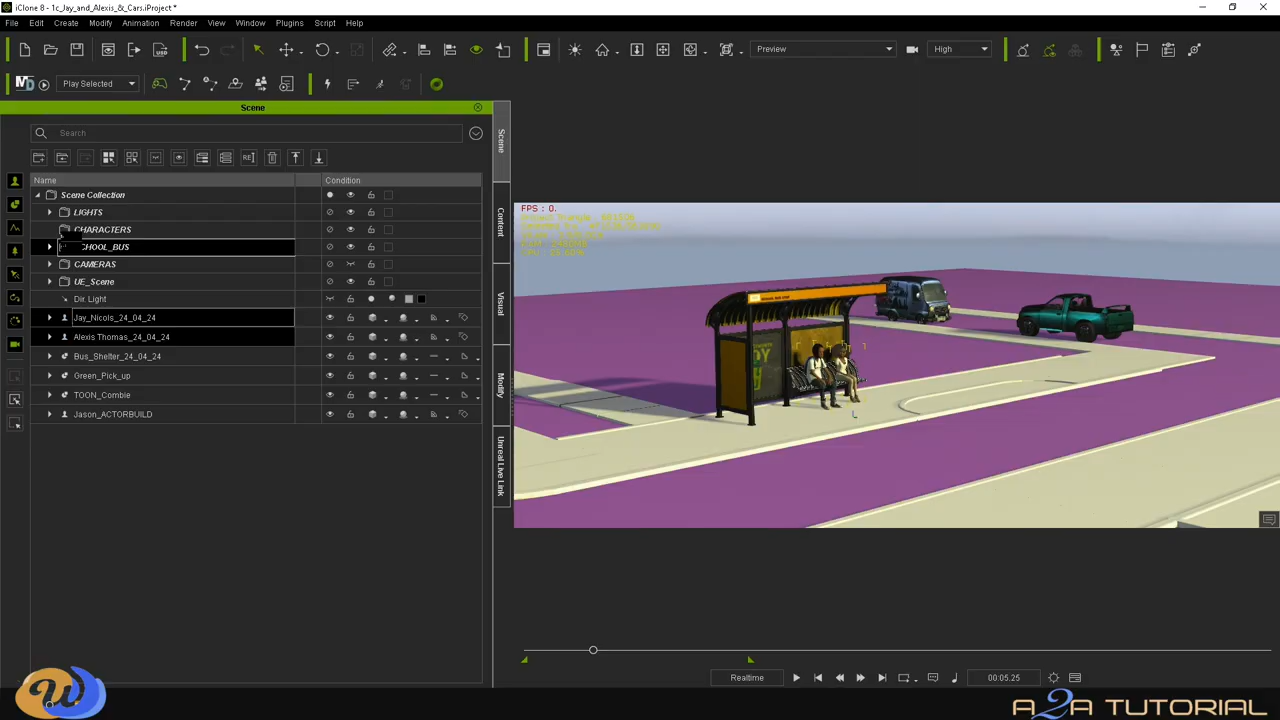 iClone 8 - 1c_Jay_and_Alexis_&_Cars.iProject *
File Edit Create Modify Animation Render View Window Plugins Script Help
Preview High
Play Selected
Scene
Search
Name Condition
Scene Collection
LIGHTS
CHARACTERS
CHOOL_BUS
CAMERAS
UE_Scene
Dir Light
Jay_Nicols_24_04_24
Alexis Thomas_24_04_24
Bus_Shelter_24_04_24
Green_Pick_up
TOON_Combie
Jason_ACTORBUILD
Scene
Content
Visual
Modify
Unreal Live Link
FPS : 0.
Realtime 00:05.25
A2A TUTORIAL